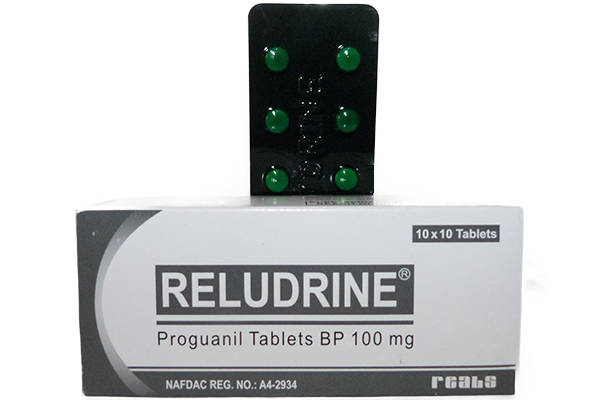 10 x 10 Tablets
RELUDRINE®
Proguanil Tablets BP 100 mg
NAFDAC REG. NO.: A4-2934
reals